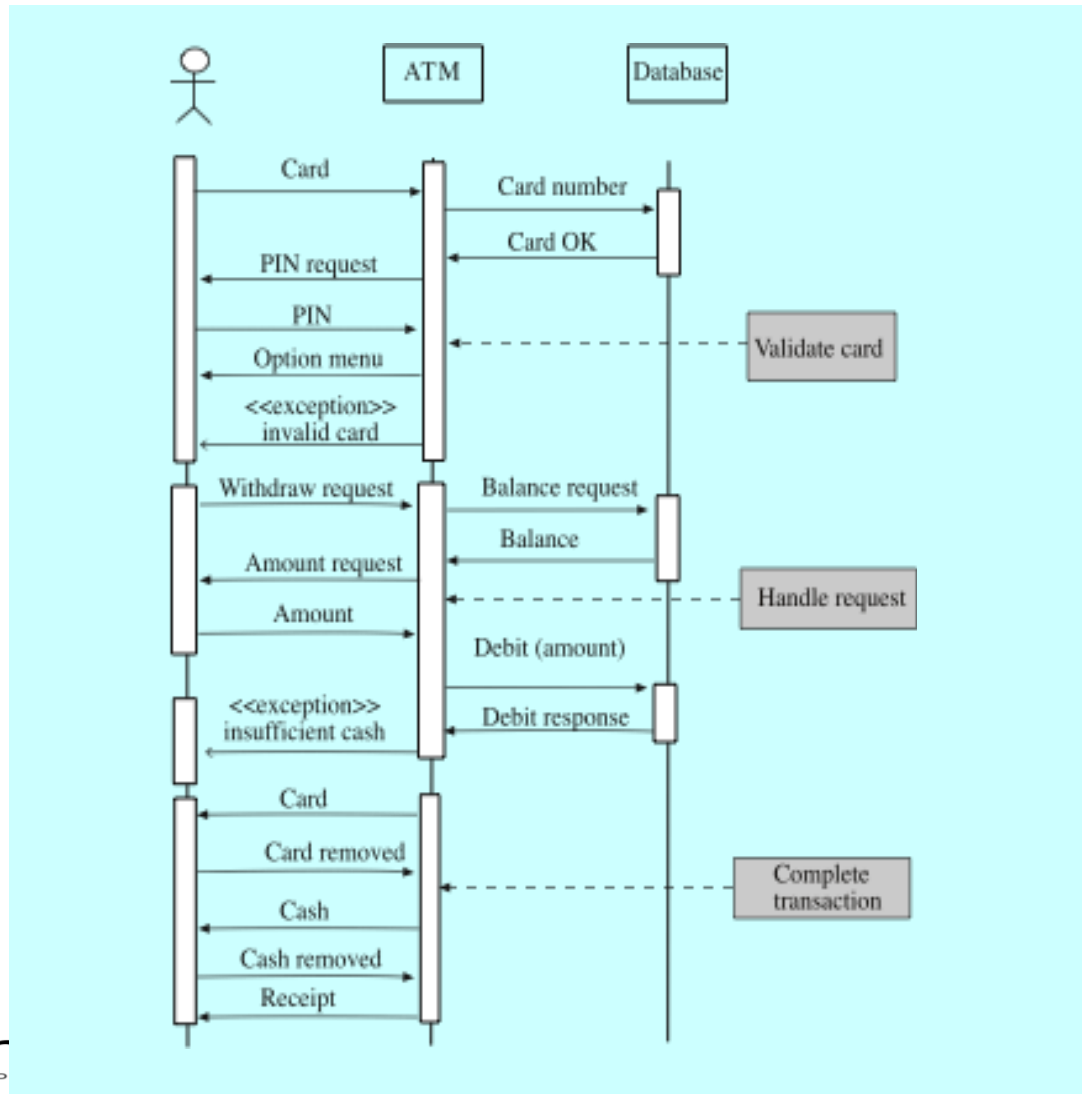 ATM
Database
Card
Card number
Card OK
PIN request
PIN
Validate card
Option menu
<<exception>>
invalid card
Withdraw request
Balance request
Balance
Amount request
Handle request
Amount
Debit (amount)
<<exception>>
insufficient cash
Debit response
Card
Card removed
Complete
transaction
Cash
Cash removed
Receipt